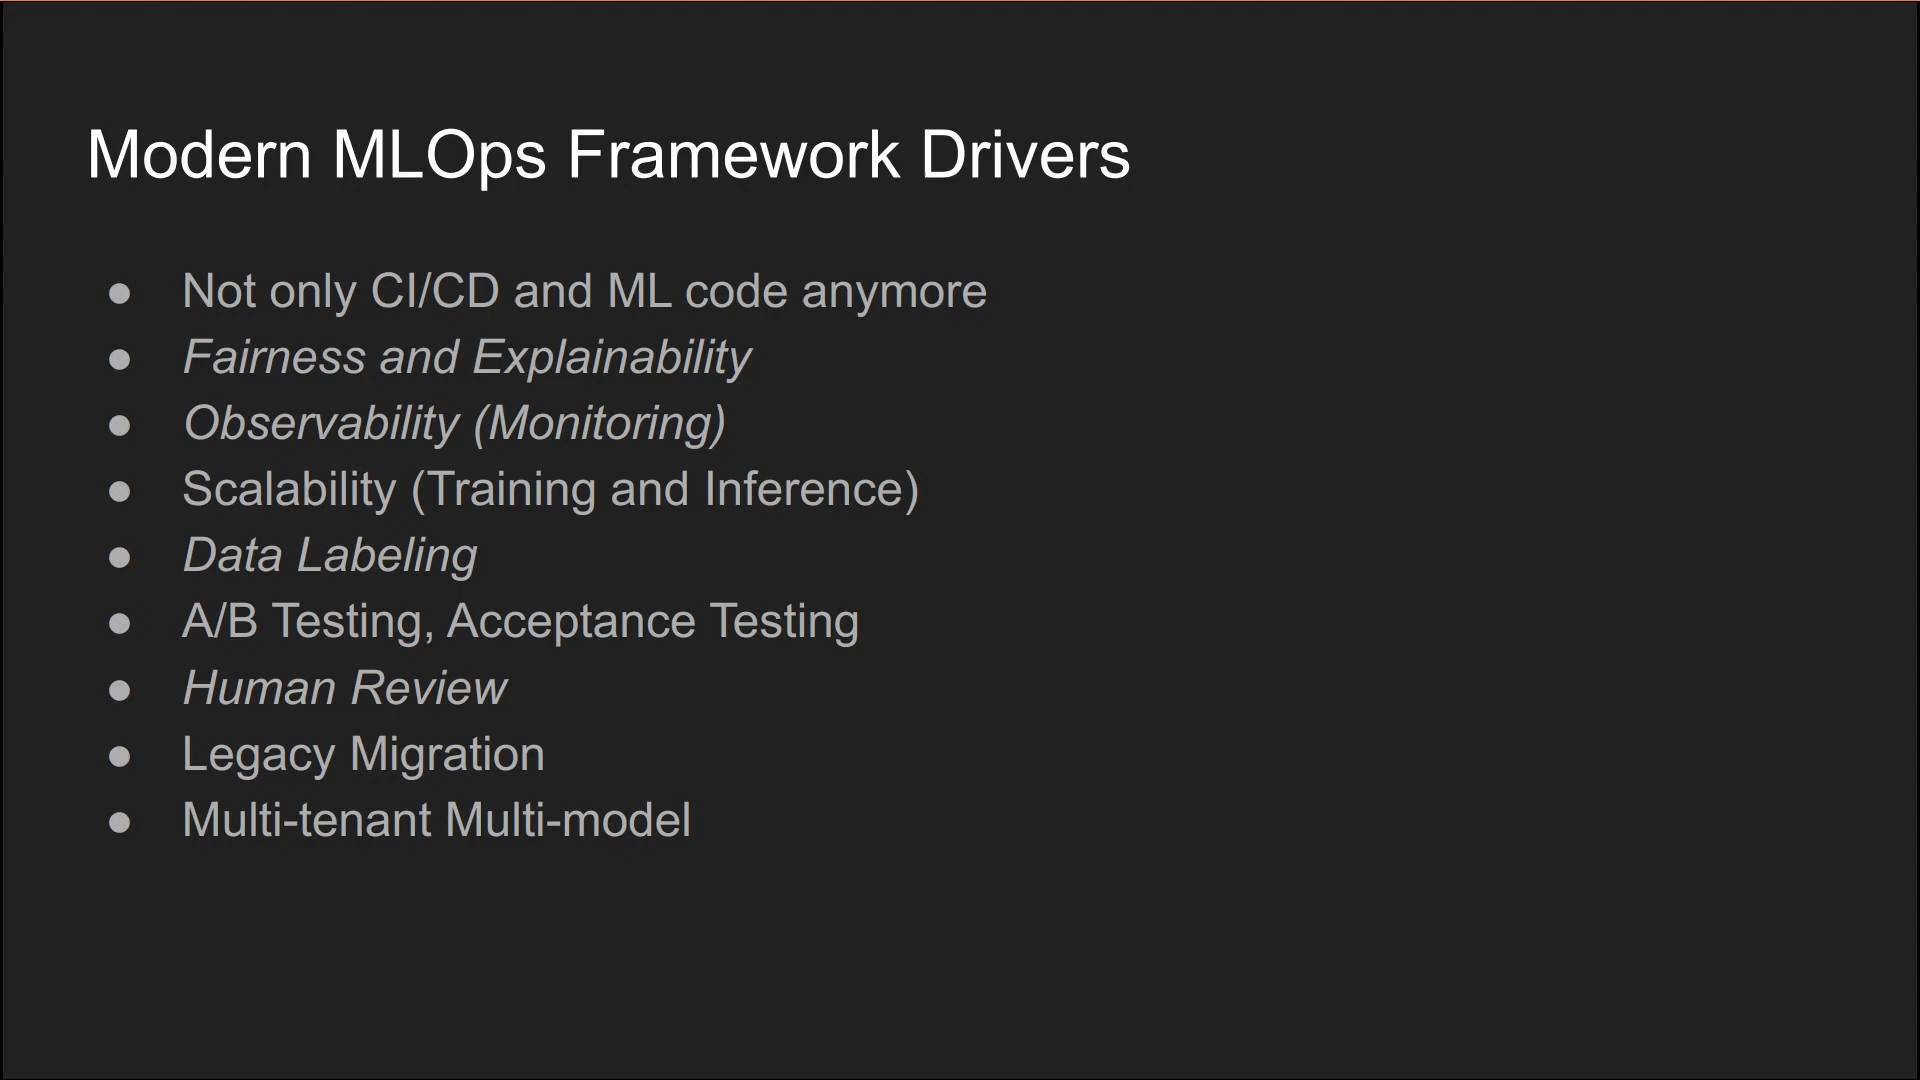 Modern MLOps Framework Drivers
● Not only CI/CD and ML code anymore
● Fairness and Explainability
● Observability (Monitoring)
● Scalability (Training and Inference)
● Data Labeling
● A/B Testing, Acceptance Testing
● Human Review
● Legacy Migration
● Multi-tenant Multi-model